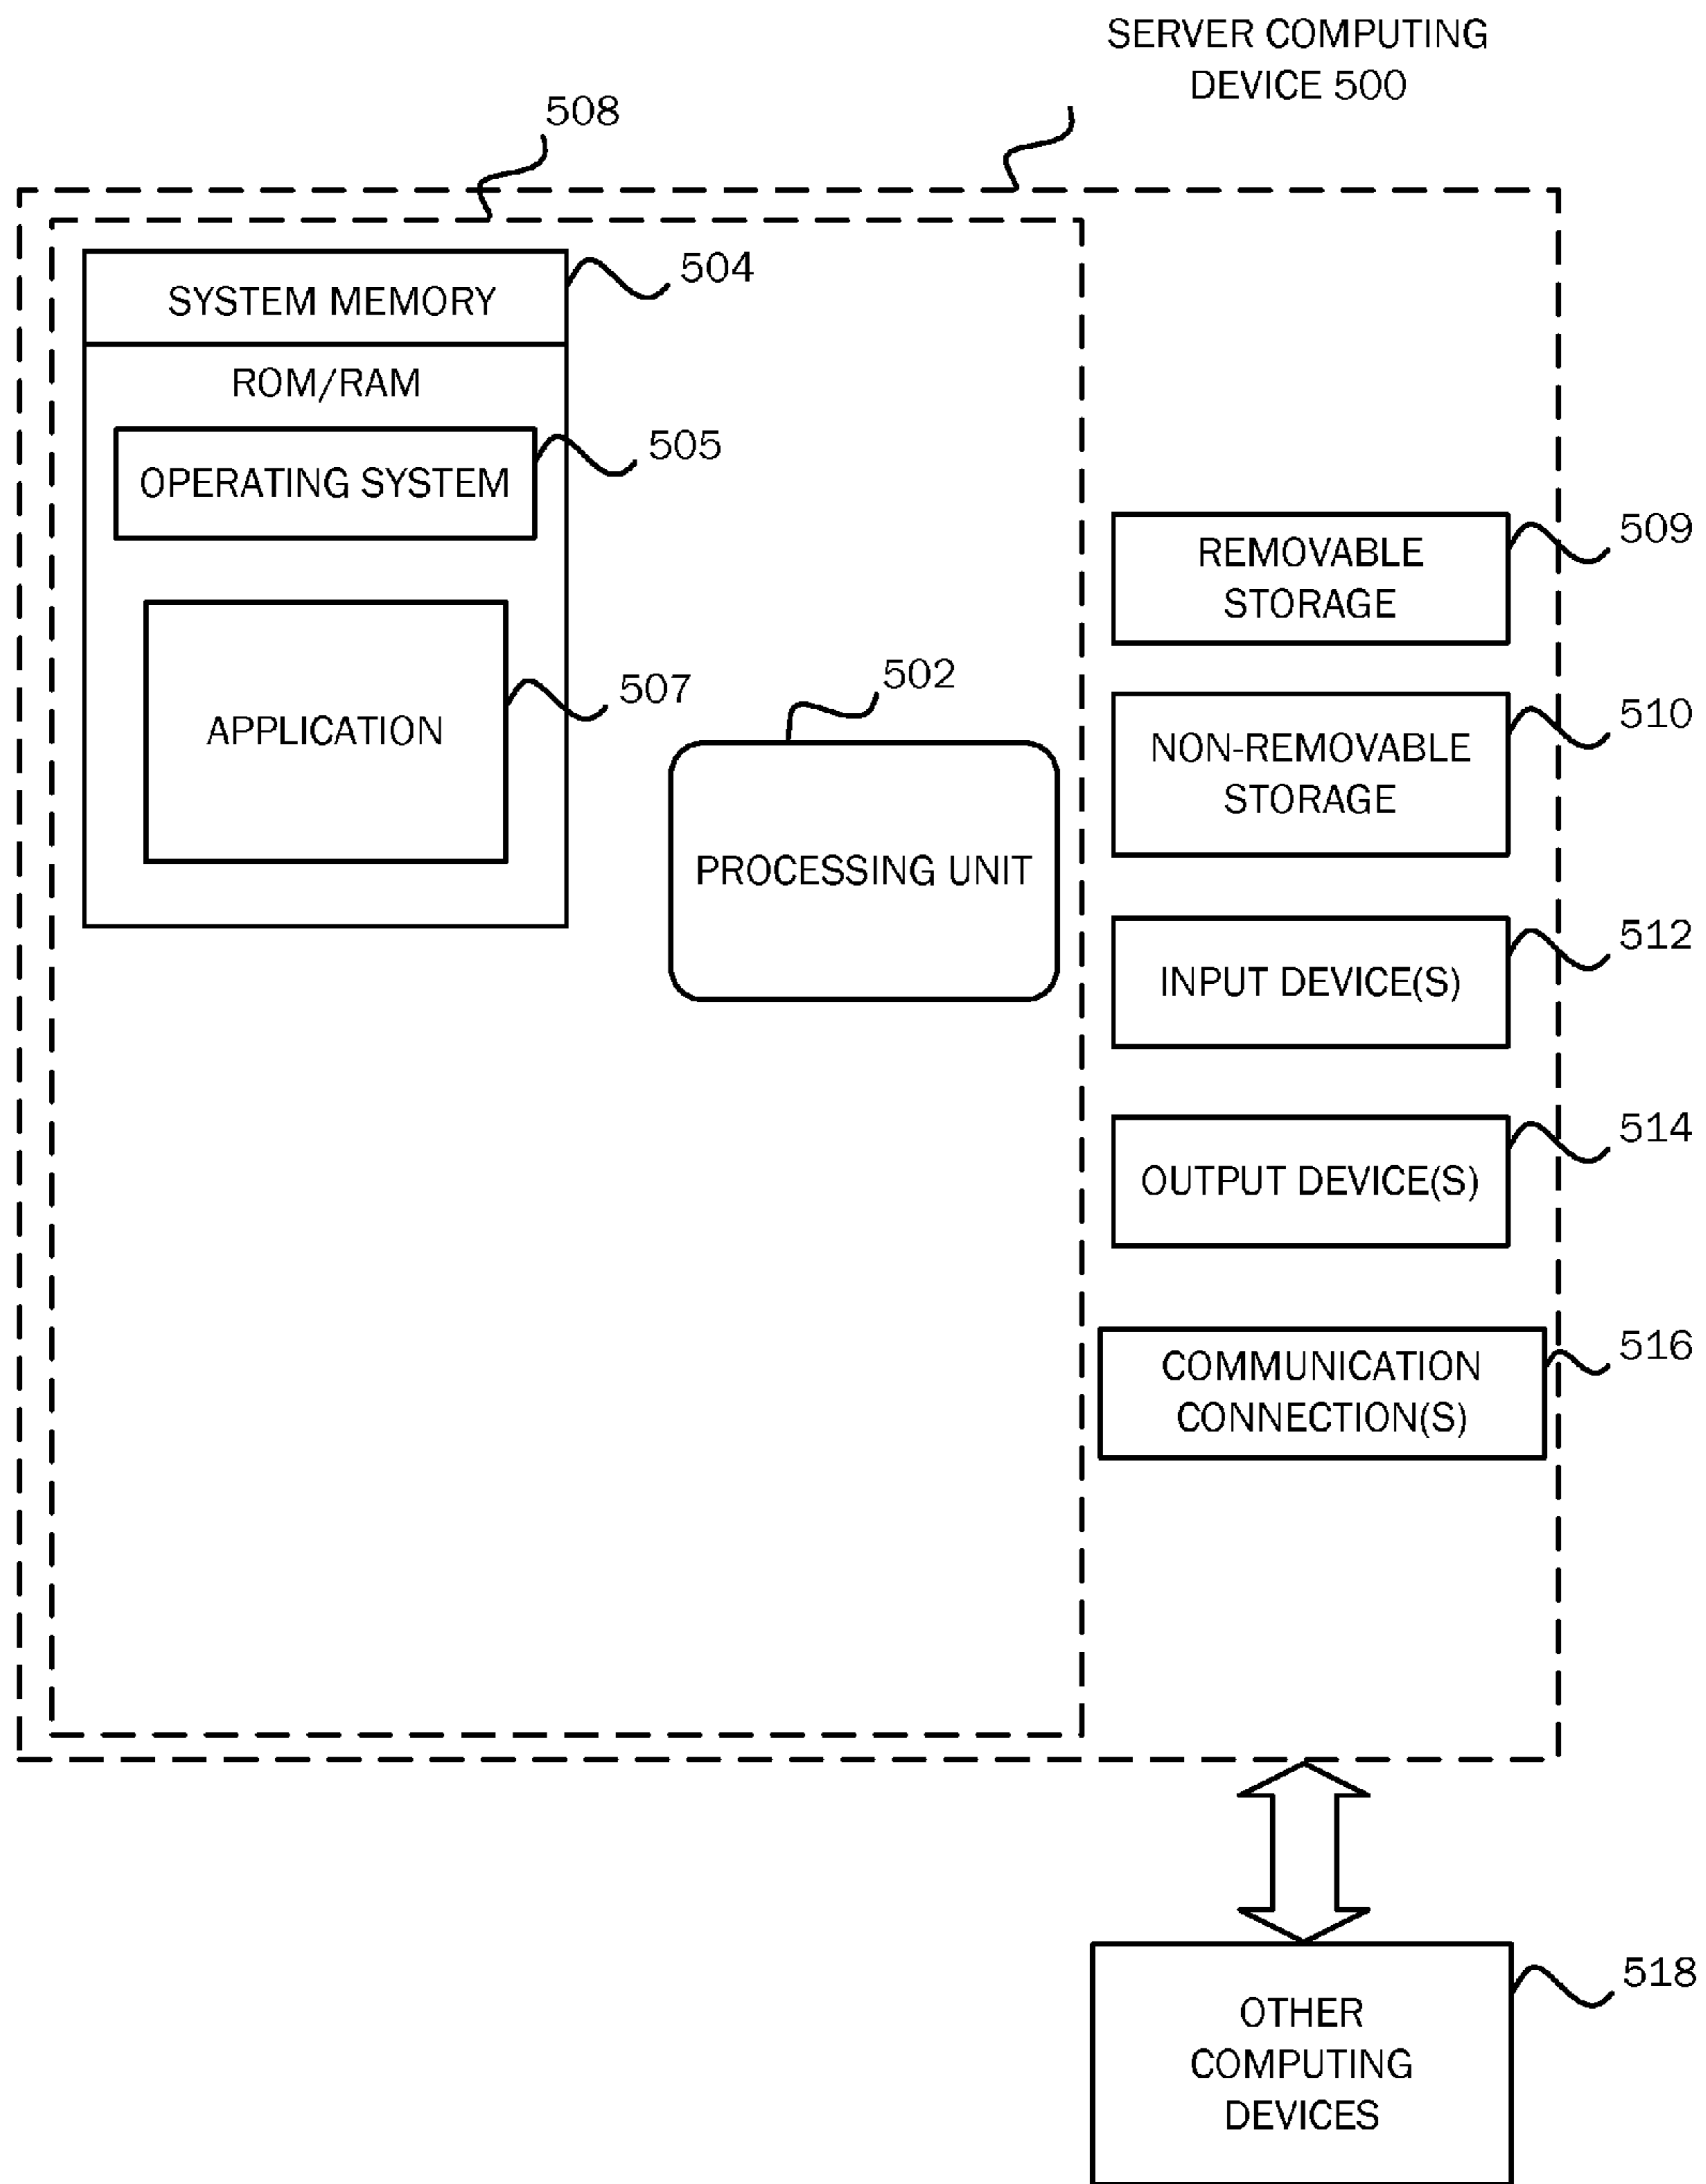 SERVER COMPUTING
DEVICE 500
508
SYSTEM MEMORY
504
ROM/RAM
OPERATING SYSTEM
505
APPLICATION
507
502
PROCESSING UNIT
REMOVABLE
STORAGE
509
NON-REMOVABLE
STORAGE
510
INPUT DEVICE(S)
512
OUTPUT DEVICE(S)
514
COMMUNICATION
CONNECTION(S)
516
OTHER
COMPUTING
DEVICES
518